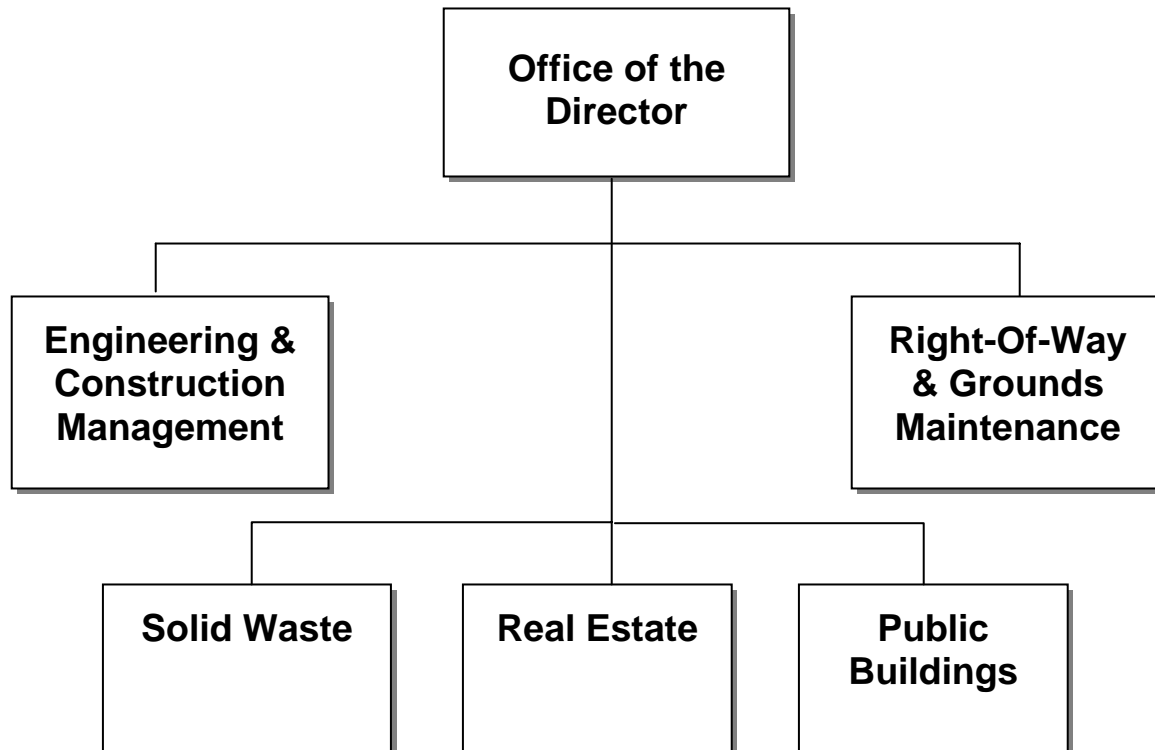 Office of the
Director
Engineering &
Construction
Management
Right-Of-Way
& Grounds
Maintenance
Solid Waste
Real Estate
Public
Buildings